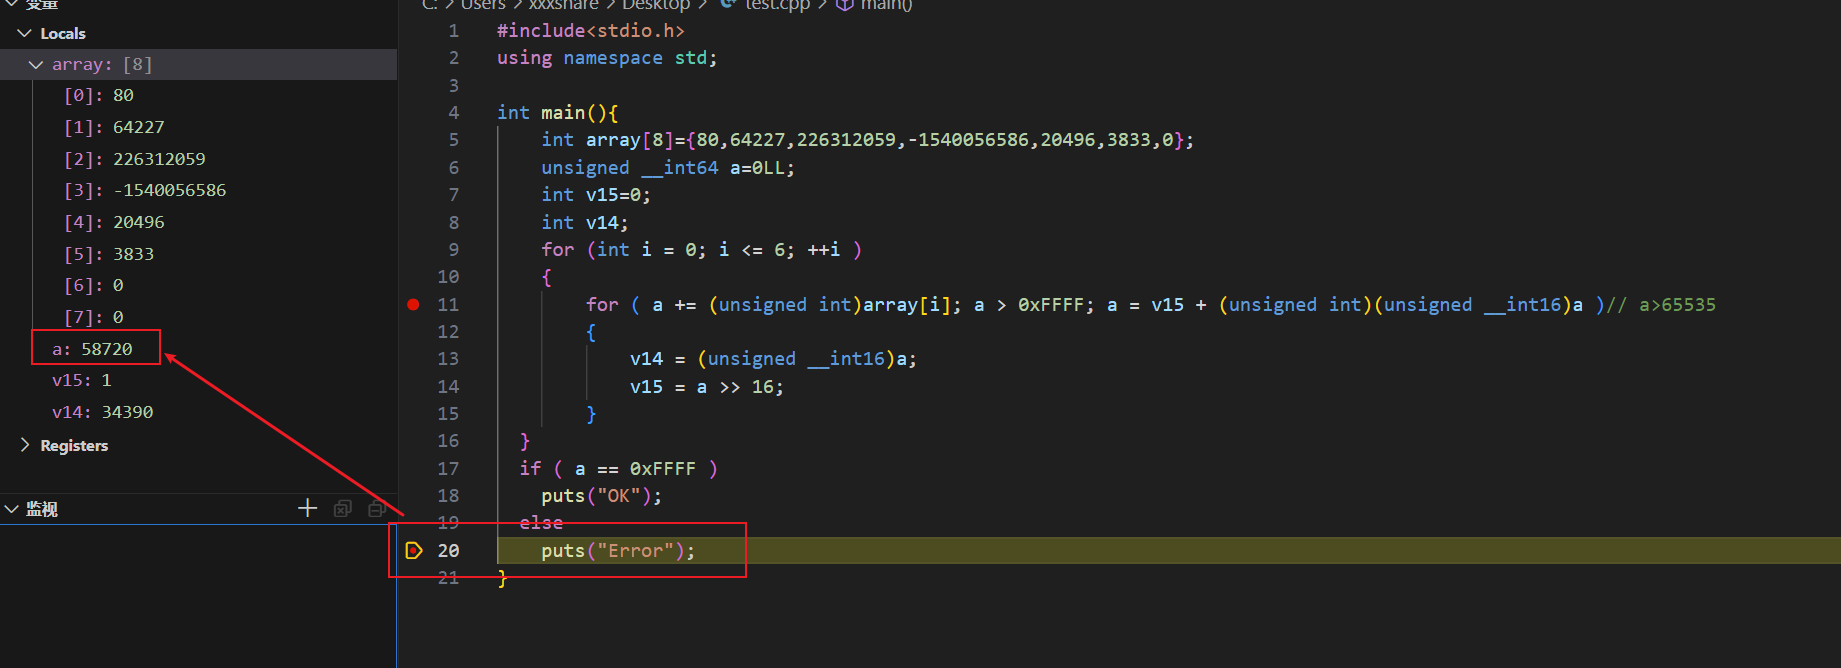 变量
Locals
array: [8]
[0]: 80
[1]: 64227
[2]: 226312059
[3]: -1540056586
[4]: 20496
[5]: 3833
[6]: 0
[7]: 0
a: 58720
v15: 1
v14: 34390
Registers
监视
C: > Users > xxxshare > Desktop > test.cpp > main()
1 #include<stdio.h>
2 using namespace std;
3
4 int main(){
5 int array[8]={80,64227,226312059,-1540056586,20496,3833,0};
6 unsigned __int64 a=0LL;
7 int v15=0;
8 int v14;
9 for (int i = 0; i <= 6; ++i )
10 {
11 for ( a += (unsigned int)array[i]; a > 0xFFFF; a = v15 + (unsigned int)(unsigned __int16)a )// a>65535
12 {
13 v14 = (unsigned __int16)a;
14 v15 = a >> 16;
15 }
16 }
17 if ( a == 0xFFFF )
18 puts("OK");
19 else
20 puts("Error");
21 }